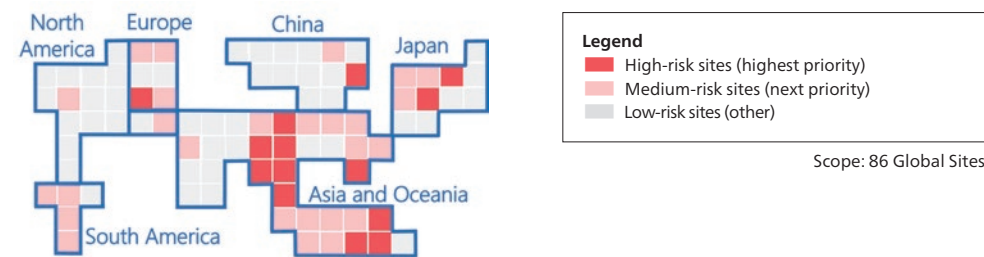 North
America
Europe
China
Japan
Asia and Oceania
South America
Legend
High-risk sites (highest priority)
Medium-risk sites (next priority)
Low-risk sites (other)
Scope: 86 Global Sites